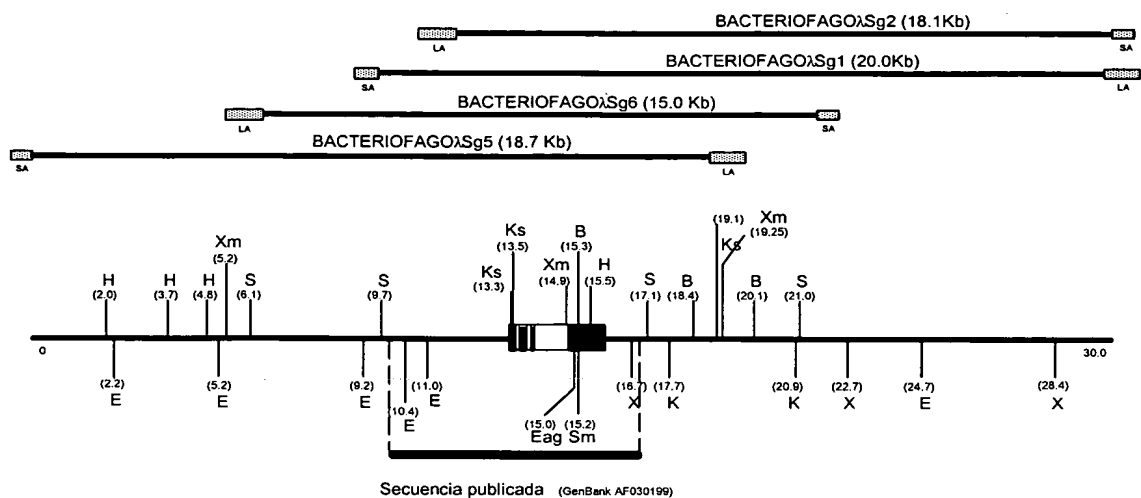 BACTERIOFAGOλSg2 (18.1Kb)
LA
SA
BACTERIOFAGOλSg1 (20.0Kb)
SA
LA
BACTERIOFAGOλSg6 (15.0 Kb)
LA
SA
BACTERIOFAGOλSg5 (18.7 Kb)
SA
LA
H
(2.0)
H
(3.7)
H
(4.8)
Xm
(5.2)
S
(6.1)
S
(9.7)
Ks
(13.3)
Ks
(13.5)
Xm
(14.9)
B
(15.3)
H
(15.5)
S
(17.1)
B
(18.4)
(19.1)
Ks
Xm
(19.25)
B
(20.1)
S
(21.0)
0
30.0
(2.2)
E
(5.2)
E
(9.2)
E
(10.4)
E
(11.0)
E
(15.0)
Eag
(15.2)
Sm
(16.7)
X
(17.7)
K
(20.9)
K
(22.7)
X
(24.7)
E
(28.4)
X
Secuencia publicada (GenBank AF030199)